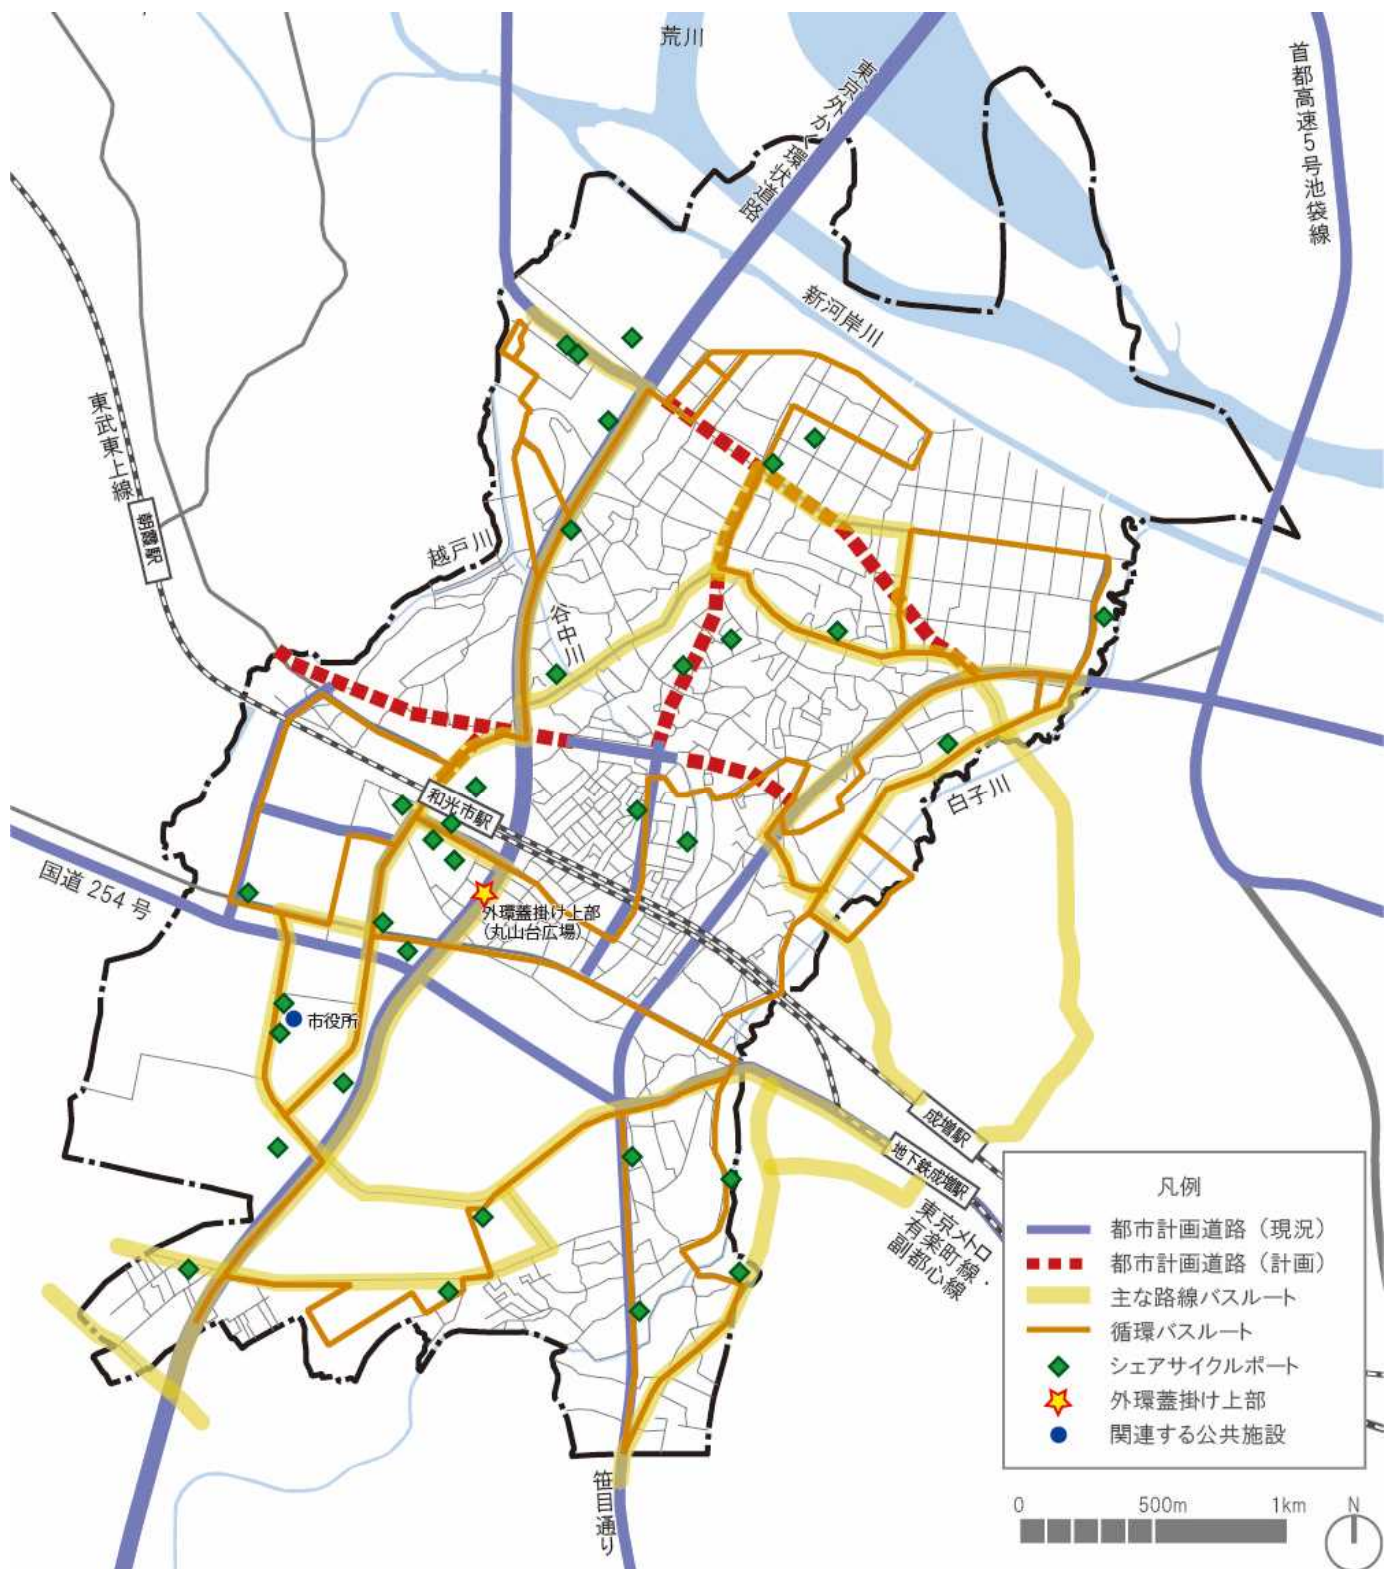 荒川
東京外かく環状道路
首都高速5号池袋線
新河岸川
東武東上線
朝霞駅
越戸川
谷中川
和光市駅
白子川
国道254号
外環蓋掛け上部
(丸山台広場)
市役所
成増駅
地下鉄成増駅
東京メトロ
有楽町線・
副都心線
笹目通り
凡例
都市計画道路(現況)
都市計画道路(計画)
主な路線バスルート
循環バスルート
シェアサイクルポート
外環蓋掛け上部
関連する公共施設
0 500m 1km
N